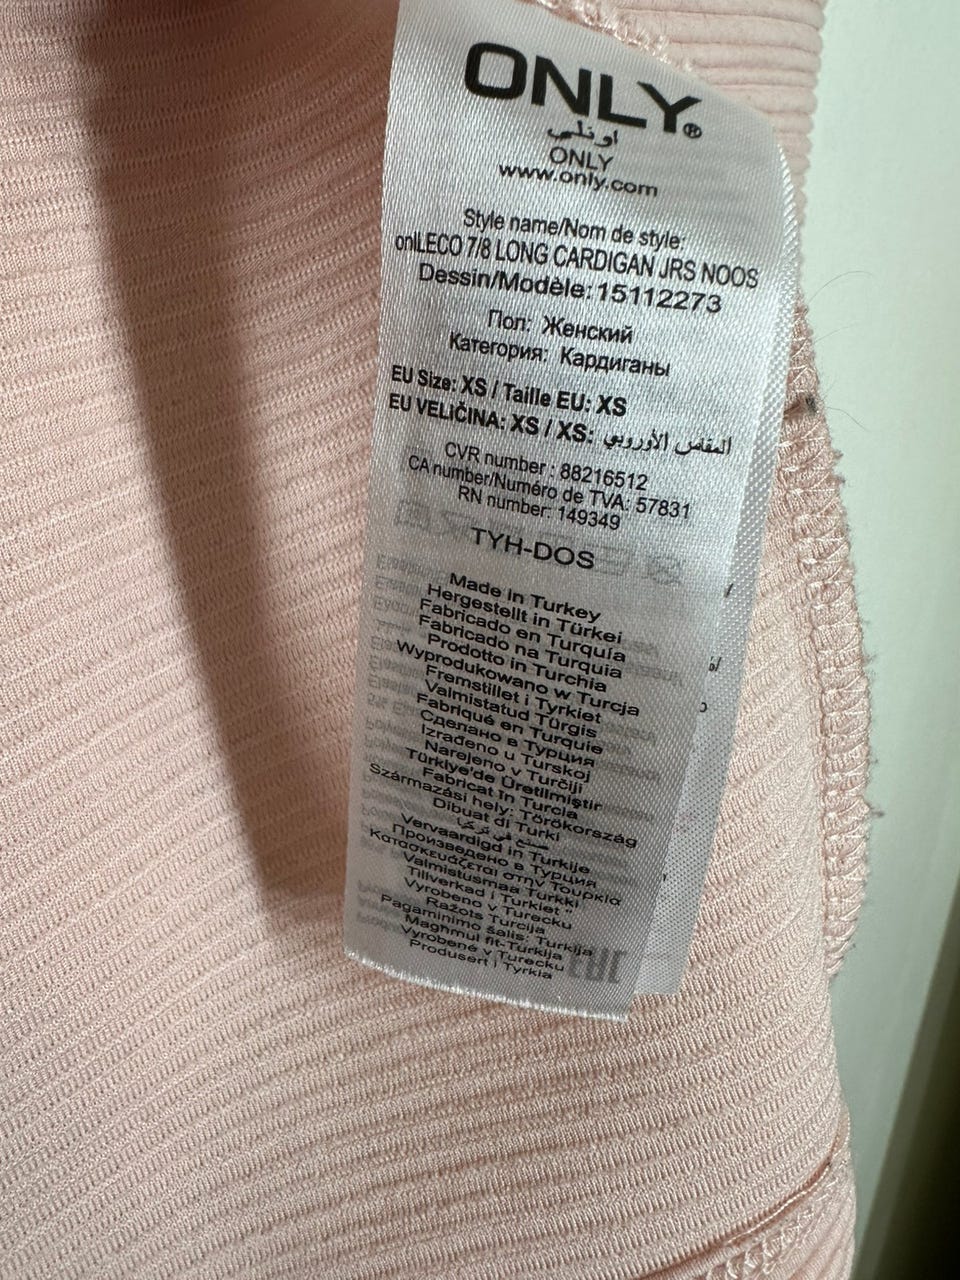 ONLY®
اونلي
ONLY
www.only.com
Style name/Nom de style:
onlLECO 7/8 LONG CARDIGAN JRS NOOS
Dessin/Modèle: 15112273
Пол: Женский
Категория: Кардиганы
EU Size: XS / Taille EU: XS
EU VELIČINA: XS / XS: المقاس الأوروبي
CVR number : 88216512
CA number/Numéro de TVA: 57831
RN number: 149349
TYH-DOS
Made in Turkey
Hergestellt in Türkei
Fabricado en Turquía
Fabricado na Turquia
Prodotto in Turchia
Wyprodukowano w Turcja
Fremstillet i Tyrkiet
Valmistatud Türgis
Fabriqué en Turquie
Сделано в Турция
Izrađeno u Turskoj
Narejeno v Turčiji
Türkiye'de Üretilmiştir
Fabricat în Turcia
Származási hely: Törökország
Dibuat di Turki
صنع في تركيا
Vervaardigd in Turkije
Произведено в Турция
Κατασκευάζεται στην Τουρκία
Valmistusmaa Turkki
Tillverkad i Turkiet
Vyrobeno v Turecku
Ražots Turcija
Pagaminimo šalis: Turkija
Maghmul fit-Turkija
Vyrobené v Turecku
Produsert i Tyrkia